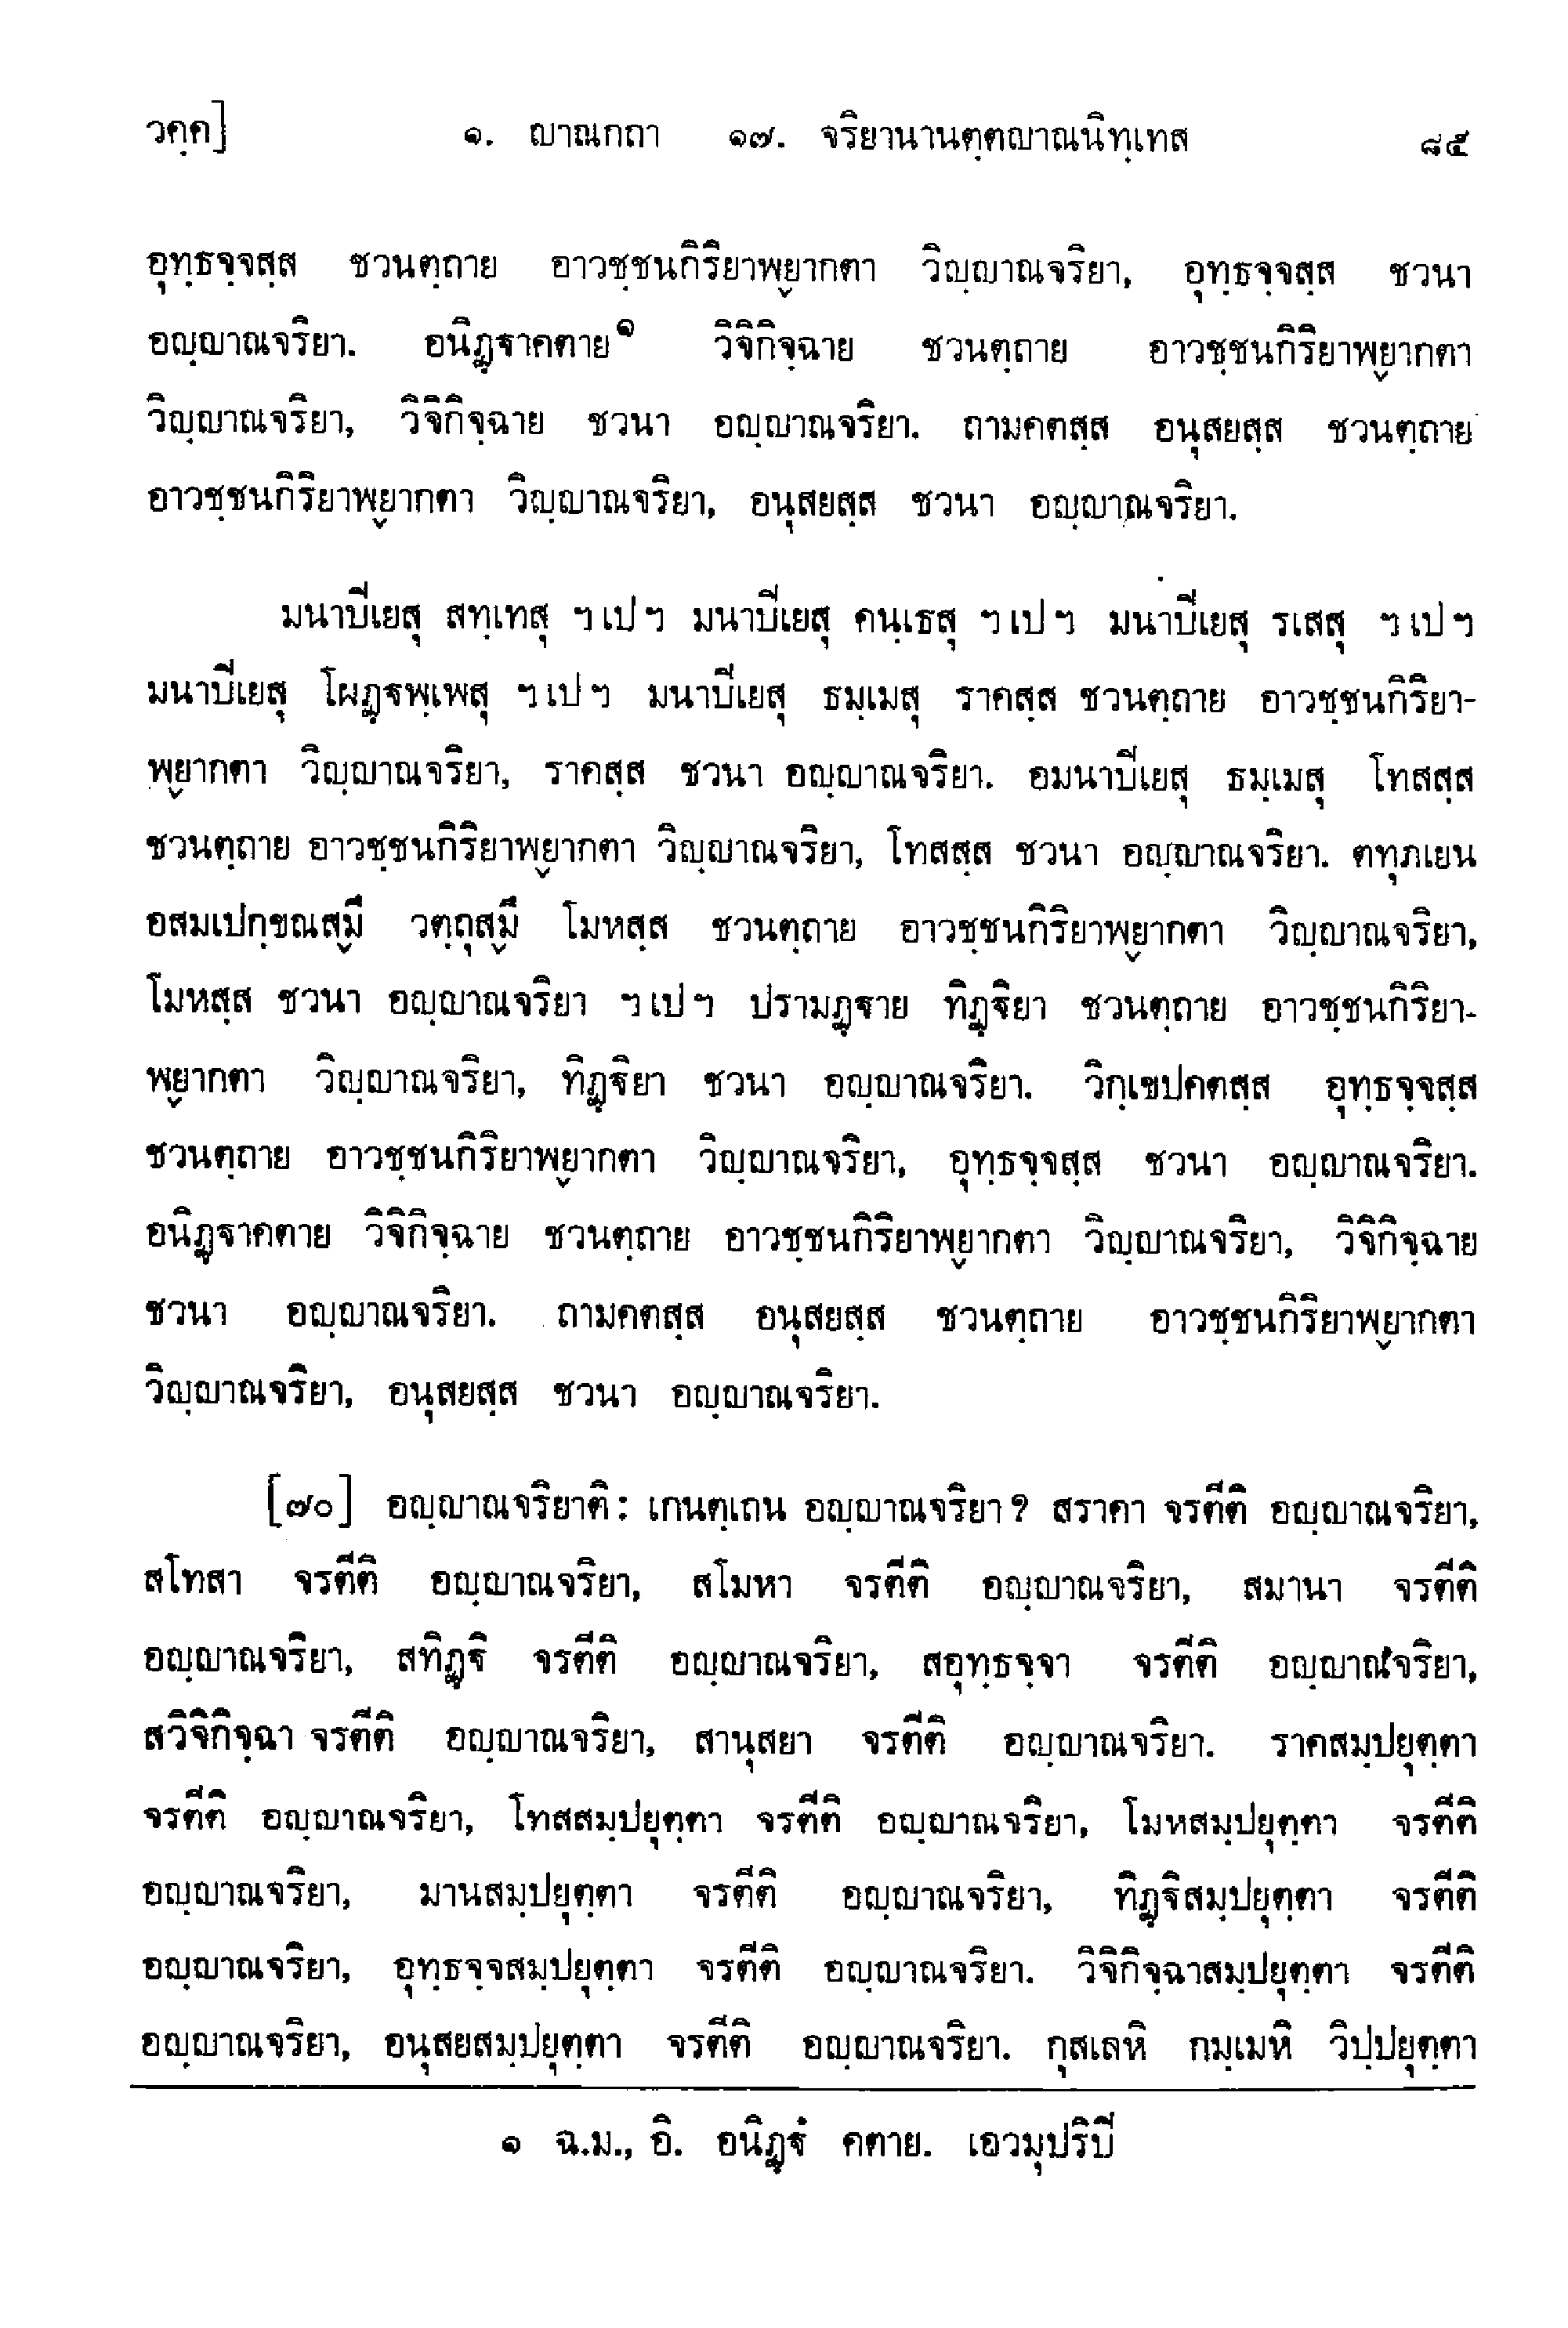 วคฺค]	๑. ญาณกถา ๑๗. จริยานานตฺตญาณนิทฺเทส	๘๕
อุทฺธจฺจสฺส ชวนตฺถาย อาวชฺชนกิริยาพฺยากตา วิญฺญาณจริยา, อุทฺธจฺจสฺส ชวนา
อญฺญาณจริยา. อนิฏฺฐาคตาย๑ วิจิกิจฺฉาย ชวนตฺถาย อาวชฺชนกิริยาพฺยากตา
วิญฺญาณจริยา, วิจิกิจฺฉาย ชวนา อญฺญาณจริยา. ถามคตสฺส อนุสยสฺส ชวนตฺถาย
อาวชฺชนกิริยาพฺยากตา วิญฺญาณจริยา, อนุสยสฺส ชวนา อญฺญาณจริยา.
มนาปิเยสุ สทฺเทสุ ฯ เป ฯ มนาปิเยสุ คนฺเธสุ ฯ เป ฯ มนาปิเยสุ รเสสุ ฯ เป ฯ
มนาปิเยสุ โผฏฺฐพฺเพสุ ฯ เป ฯ มนาปิเยสุ ธมฺเมสุ ราคสฺส ชวนตฺถาย อาวชฺชนกิริยา-
พฺยากตา วิญฺญาณจริยา, ราคสฺส ชวนา อญฺญาณจริยา. อมนาปิเยสุ ธมฺเมสุ โทสสฺส
ชวนตฺถาย อาวชฺชนกิริยาพฺยากตา วิญฺญาณจริยา, โทสสฺส ชวนา อญฺญาณจริยา. ตทุภเยน
อสมเปกฺขณสฺมึ วตฺถุสฺมึ โมหสฺส ชวนตฺถาย อาวชฺชนกิริยาพฺยากตา วิญฺญาณจริยา,
โมหสฺส ชวนา อญฺญาณจริยา ฯ เป ฯ ปรามฏฺฐาย ทิฏฺฐิยา ชวนตฺถาย อาวชฺชนกิริยา-
พฺยากตา วิญฺญาณจริยา, ทิฏฺฐิยา ชวนา อญฺญาณจริยา. วิกฺเขปคตสฺส อุทฺธจฺจสฺส
ชวนตฺถาย อาวชฺชนกิริยาพฺยากตา วิญฺญาณจริยา, อุทฺธจฺจสฺส ชวนา อญฺญาณจริยา.
อนิฏฺฐาคตาย วิจิกิจฺฉาย ชวนตฺถาย อาวชฺชนกิริยาพฺยากตา วิญฺญาณจริยา, วิจิกิจฺฉาย
ชวนา อญฺญาณจริยา. ถามคตสฺส อนุสยสฺส ชวนตฺถาย อาวชฺชนกิริยาพฺยากตา
วิญฺญาณจริยา, อนุสยสฺส ชวนา อญฺญาณจริยา.
[๗๐] อญฺญาณจริยาติ: เกนตฺเถน อญฺญาณจริยา? สราคา จรตีติ อญฺญาณจริยา,
สโทสา จรตีติ อญฺญาณจริยา, สโมหา จรตีติ อญฺญาณจริยา, สมานา จรตีติ
อญฺญาณจริยา, สทิฏฺฐิ จรตีติ อญฺญาณจริยา, สอุทฺธจฺจา จรตีติ อญฺญาณจริยา,
สวิจิกิจฺฉา จรตีติ อญฺญาณจริยา, สานุสยา จรตีติ อญฺญาณจริยา. ราคสมฺปยุตฺตา
จรตีติ อญฺญาณจริยา, โทสสมฺปยุตฺตา จรตีติ อญฺญาณจริยา, โมหสมฺปยุตฺตา จรตีติ
อญฺญาณจริยา, มานสมฺปยุตฺตา จรตีติ อญฺญาณจริยา, ทิฏฺฐิสมฺปยุตฺตา จรตีติ
อญฺญาณจริยา, อุทฺธจฺจสมฺปยุตฺตา จรตีติ อญฺญาณจริยา. วิจิกิจฺฉาสมฺปยุตฺตา จรตีติ
อญฺญาณจริยา, อนุสยสมฺปยุตฺตา จรตีติ อญฺญาณจริยา. กุสเลหิ กมฺเมหิ วิปฺปยุตฺตา
๑ ฉ.ม., อิ. อนิฏฺฐํ คตาย. เอวมุปริปิ